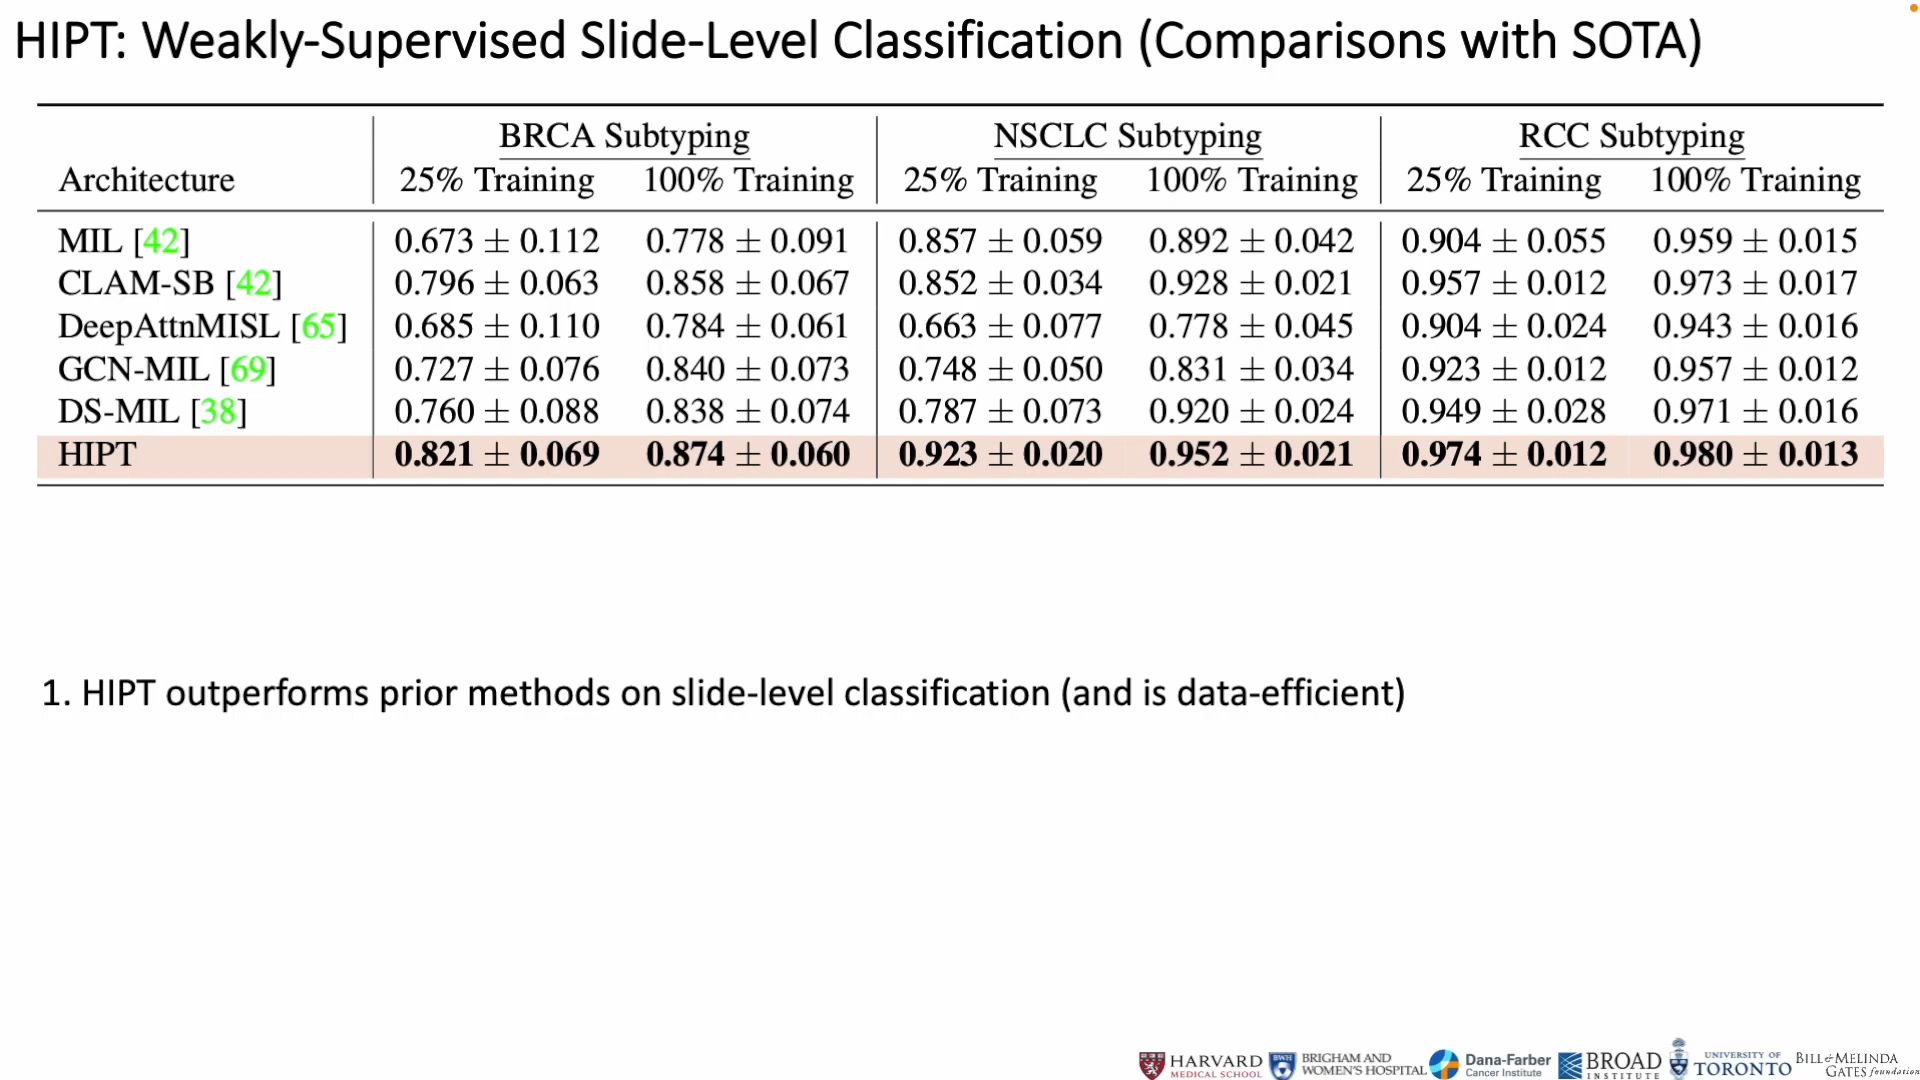 HIPT: Weakly-Supervised Slide-Level Classification (Comparisons with SOTA)
BRCA Subtyping NSCLC Subtyping RCC Subtyping
Architecture 25% Training 100% Training 25% Training 100% Training 25% Training 100% Training
MIL [42] 0.673 ± 0.112 0.778 ± 0.091 0.857 ± 0.059 0.892 ± 0.042 0.904 ± 0.055 0.959 ± 0.015
CLAM-SB [42] 0.796 ± 0.063 0.858 ± 0.067 0.852 ± 0.034 0.928 ± 0.021 0.957 ± 0.012 0.973 ± 0.017
DeepAttnMISL [65] 0.685 ± 0.110 0.784 ± 0.061 0.663 ± 0.077 0.778 ± 0.045 0.904 ± 0.024 0.943 ± 0.016
GCN-MIL [69] 0.727 ± 0.076 0.840 ± 0.073 0.748 ± 0.050 0.831 ± 0.034 0.923 ± 0.012 0.957 ± 0.012
DS-MIL [38] 0.760 ± 0.088 0.838 ± 0.074 0.787 ± 0.073 0.920 ± 0.024 0.949 ± 0.028 0.971 ± 0.016
HIPT 0.821 ± 0.069 0.874 ± 0.060 0.923 ± 0.020 0.952 ± 0.021 0.974 ± 0.012 0.980 ± 0.013
1. HIPT outperforms prior methods on slide-level classification (and is data-efficient)
HARVARD
MEDICAL SCHOOL
BWH
BRIGHAM AND
WOMEN'S HOSPITAL
Dana-Farber
Cancer Institute
BROAD
INSTITUTE
UNIVERSITY OF
TORONTO
BILL & MELINDA
GATES foundation